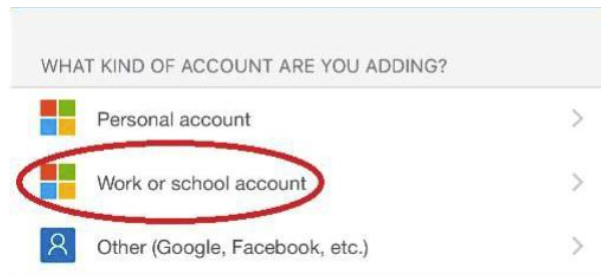 WHAT KIND OF ACCOUNT ARE YOU ADDING?
Personal account
Work or school account
Other (Google, Facebook, etc.)